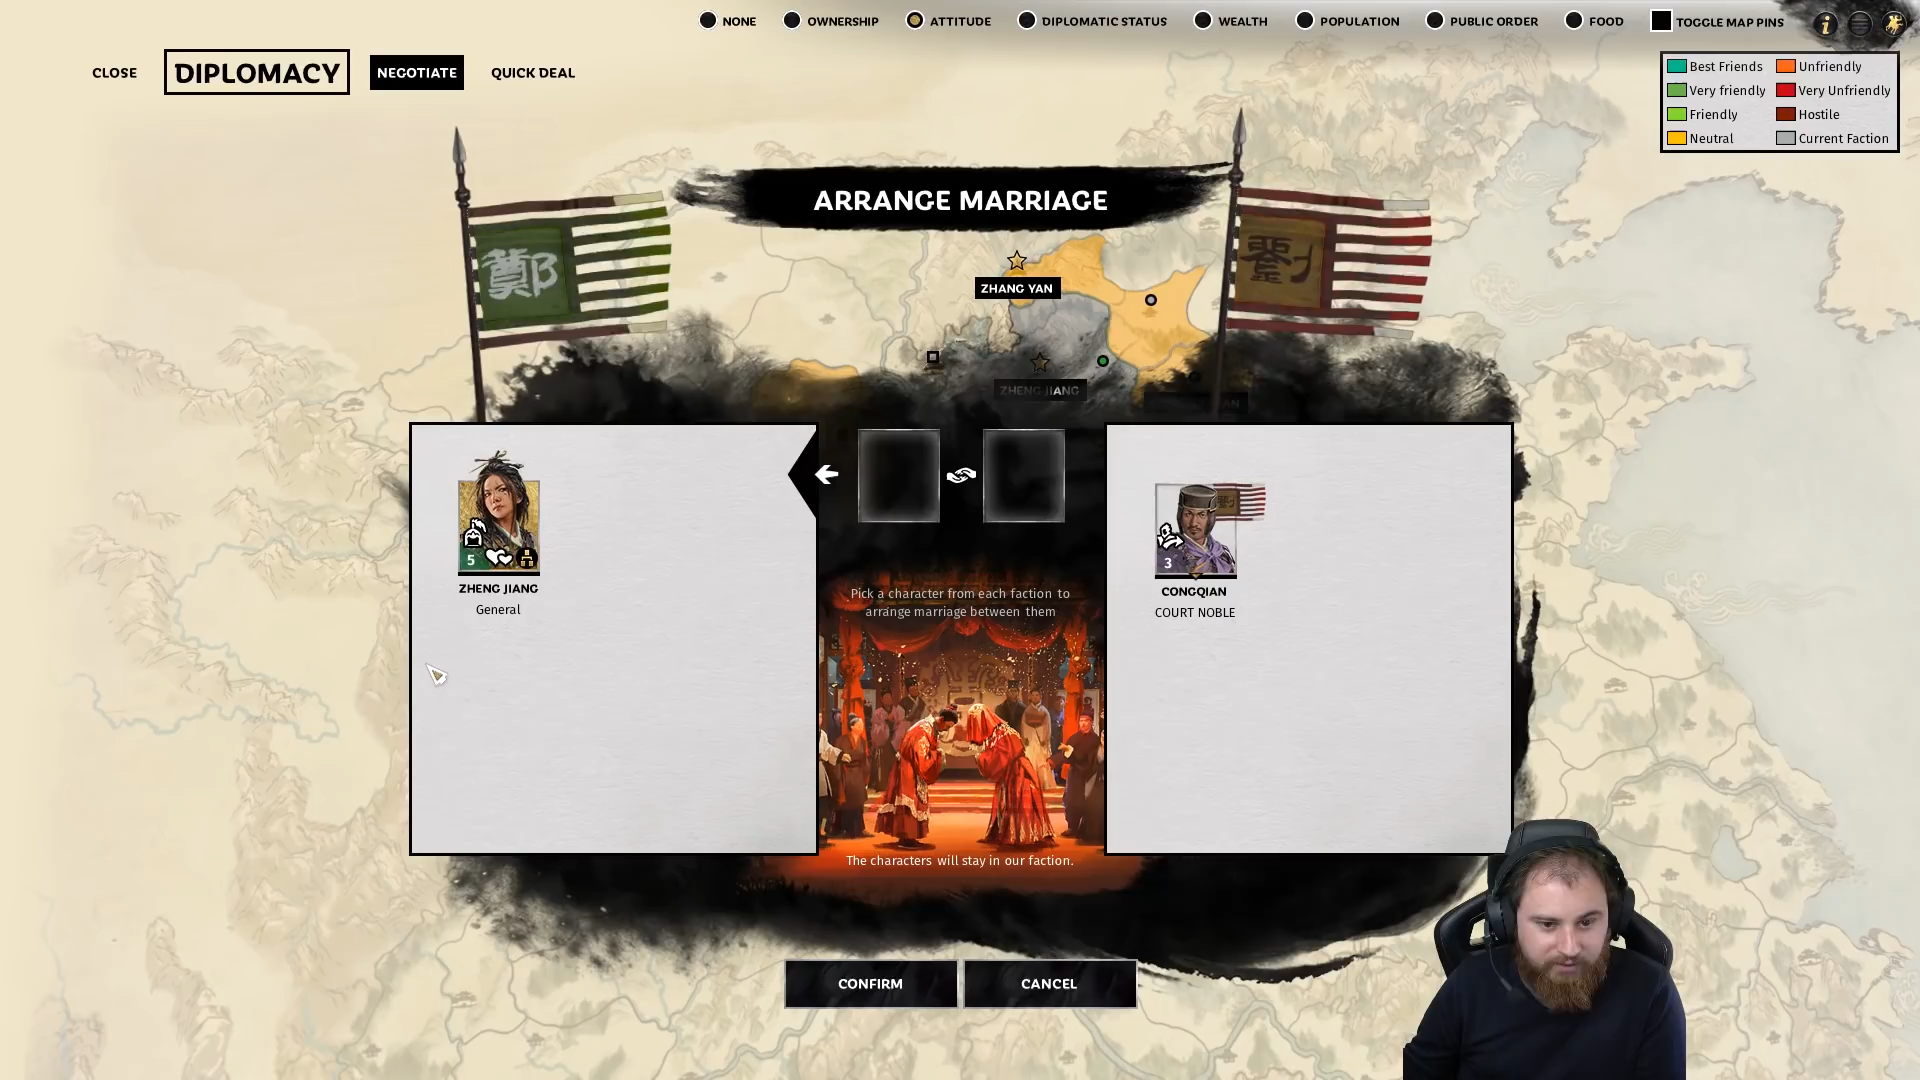 NONE
OWNERSHIP
ATTITUDE
DIPLOMATIC STATUS
WEALTH
POPULATION
PUBLIC ORDER
FOOD
TOGGLE MAP PINS
CLOSE
DIPLOMACY
NEGOTIATE
QUICK DEAL
Best Friends
Unfriendly
Very friendly
Very Unfriendly
Friendly
Hostile
Neutral
Current Faction
ARRANGE MARRIAGE
鄭
劉
ZHANG YAN
ZHENG JIANG
5
ZHENG JIANG
General
3
CONGQIAN
COURT NOBLE
Pick a character from each faction to
arrange marriage between them
The characters will stay in our faction.
CONFIRM
CANCEL